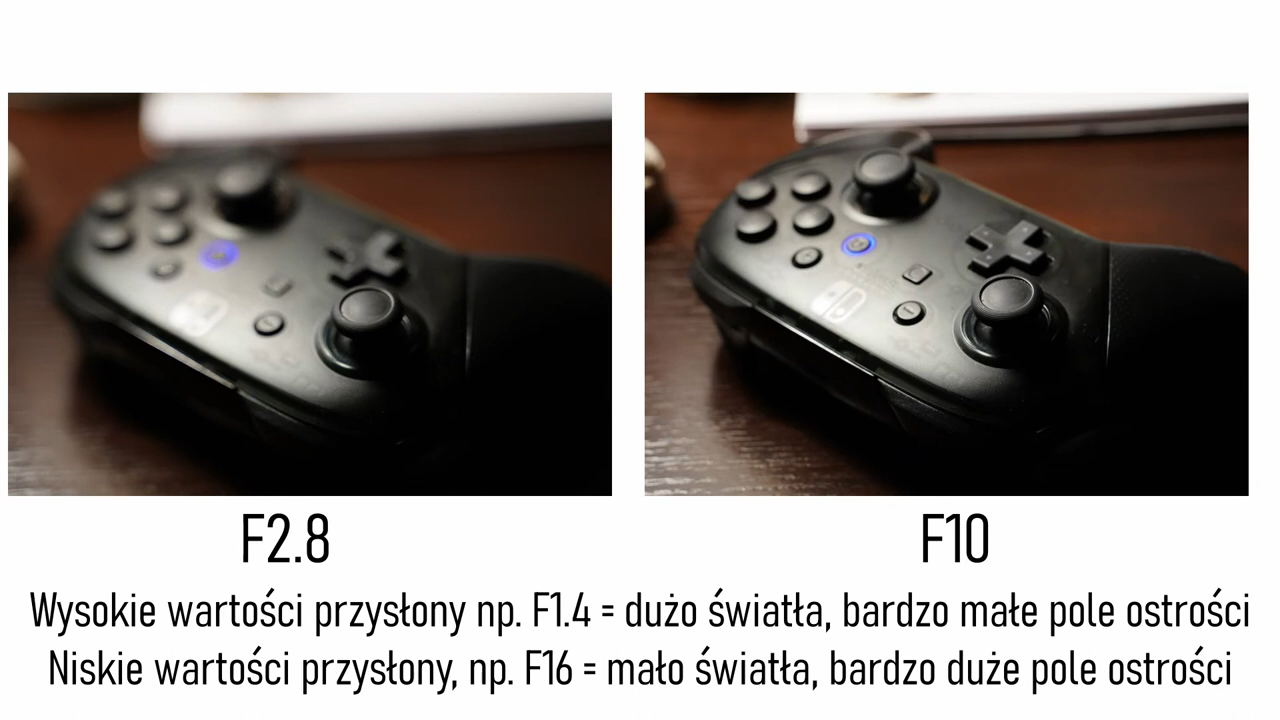 F2.8
F10
Wysokie wartości przysłony np. F1.4 = dużo światła, bardzo małe pole ostrości
Niskie wartości przysłony, np. F16 = mało światła, bardzo duże pole ostrości